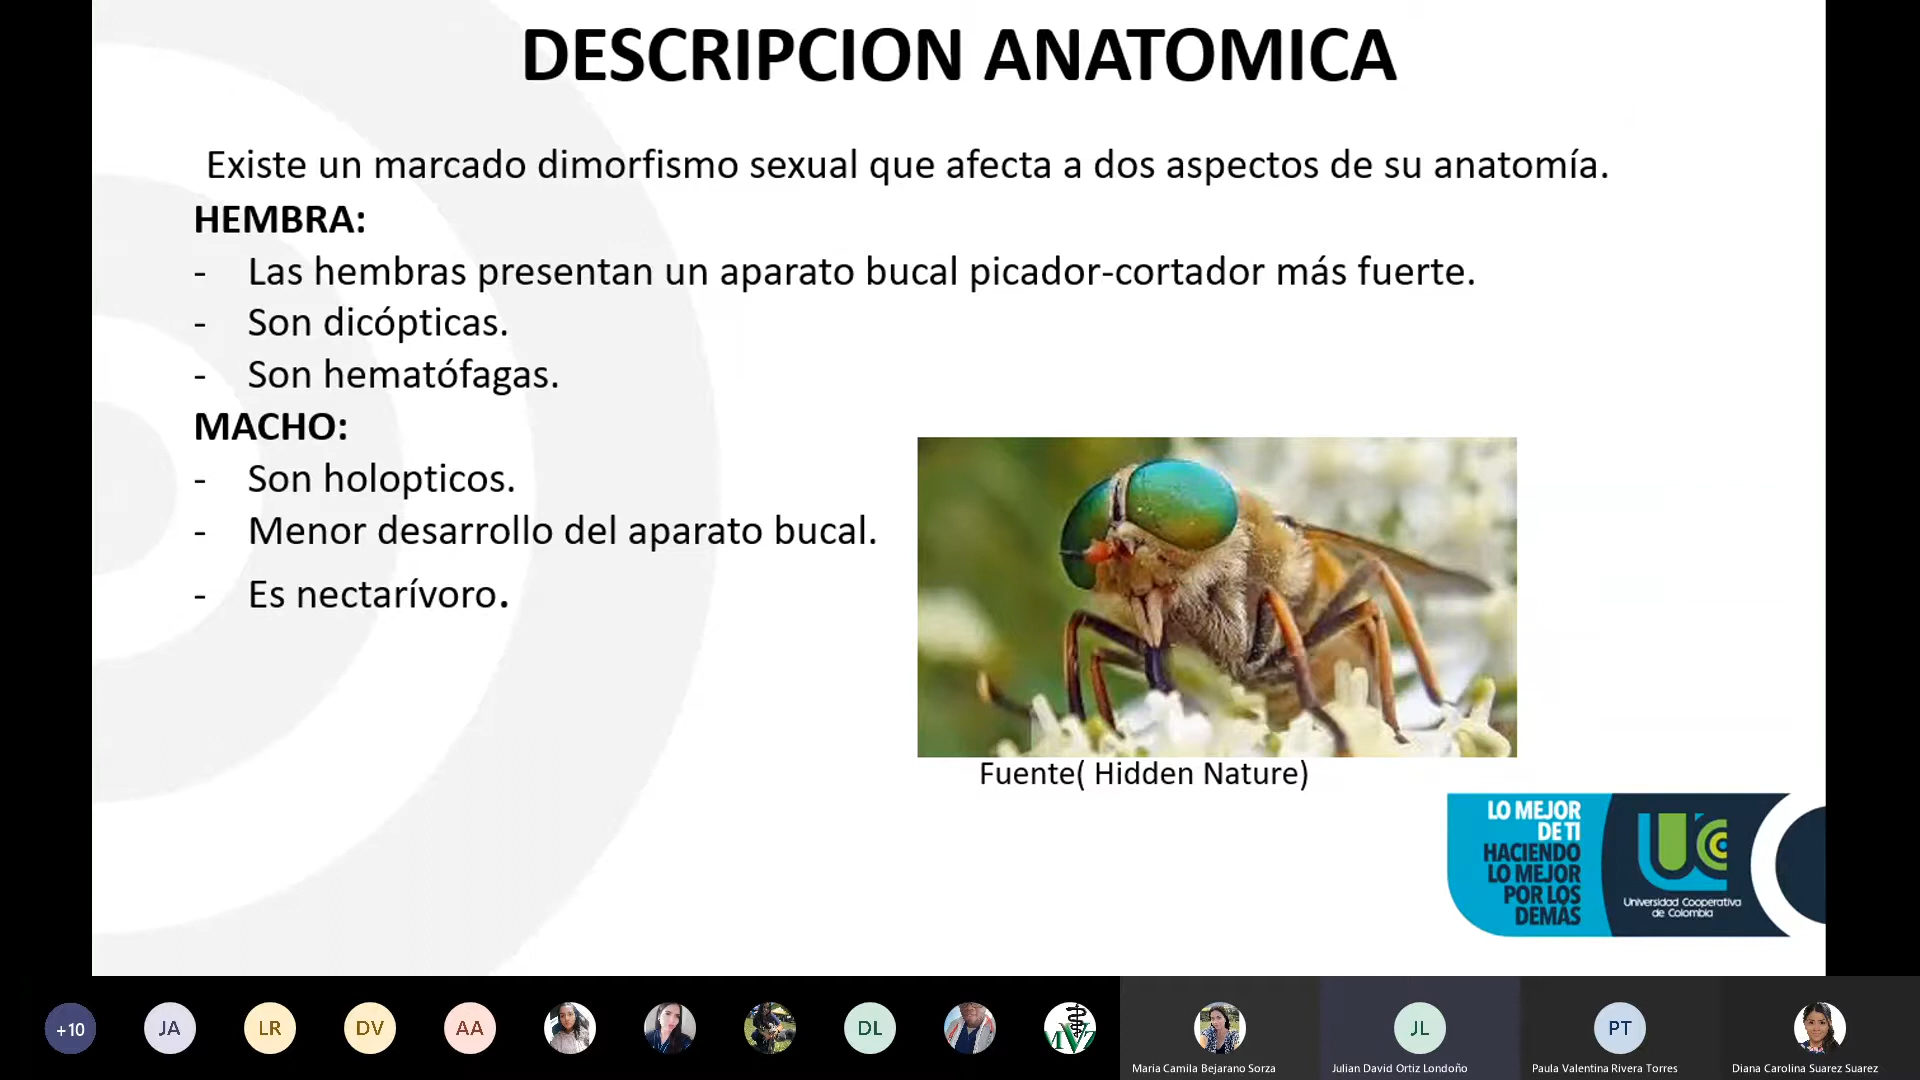 DESCRIPCION ANATOMICA
Existe un marcado dimorfismo sexual que afecta a dos aspectos de su anatomía.
HEMBRA:
- Las hembras presentan un aparato bucal picador-cortador más fuerte.
- Son dicópticas.
- Son hematófagas.
MACHO:
- Son holopticos.
- Menor desarrollo del aparato bucal.
- Es nectarívoro.
Fuente( Hidden Nature)
LO MEJOR
DE TI
HACIENDO
LO MEJOR
POR LOS
DEMÁS
UCC
Universidad Cooperativa
de Colombia
+10
JA
LR
DV
AA
DL
MVZ
JL
PT
Maria Camila Bejarano Sorza
Julian David Ortiz Londoño
Paula Valentina Rivera Torres
Diana Carolina Suarez Suarez